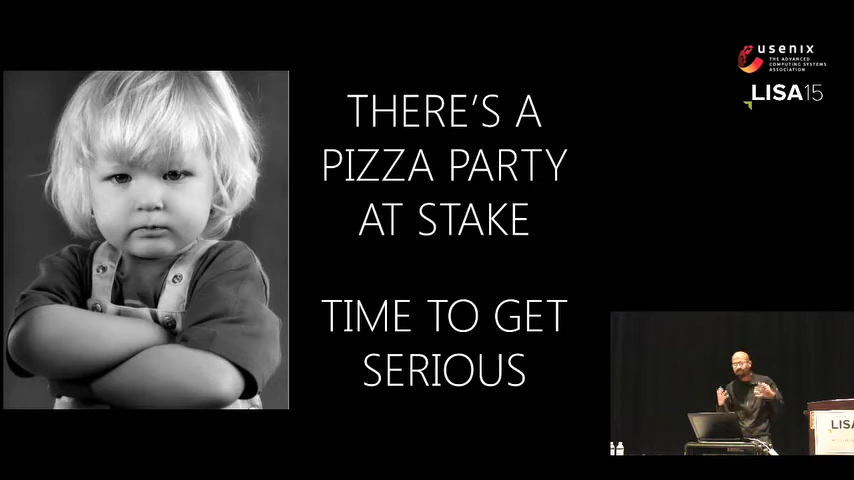 THERE'S A
PIZZA PARTY
AT STAKE
TIME TO GET
SERIOUS
usenix
THE ADVANCED
COMPUTING SYSTEMS
ASSOCIATION
LISA15
LISA